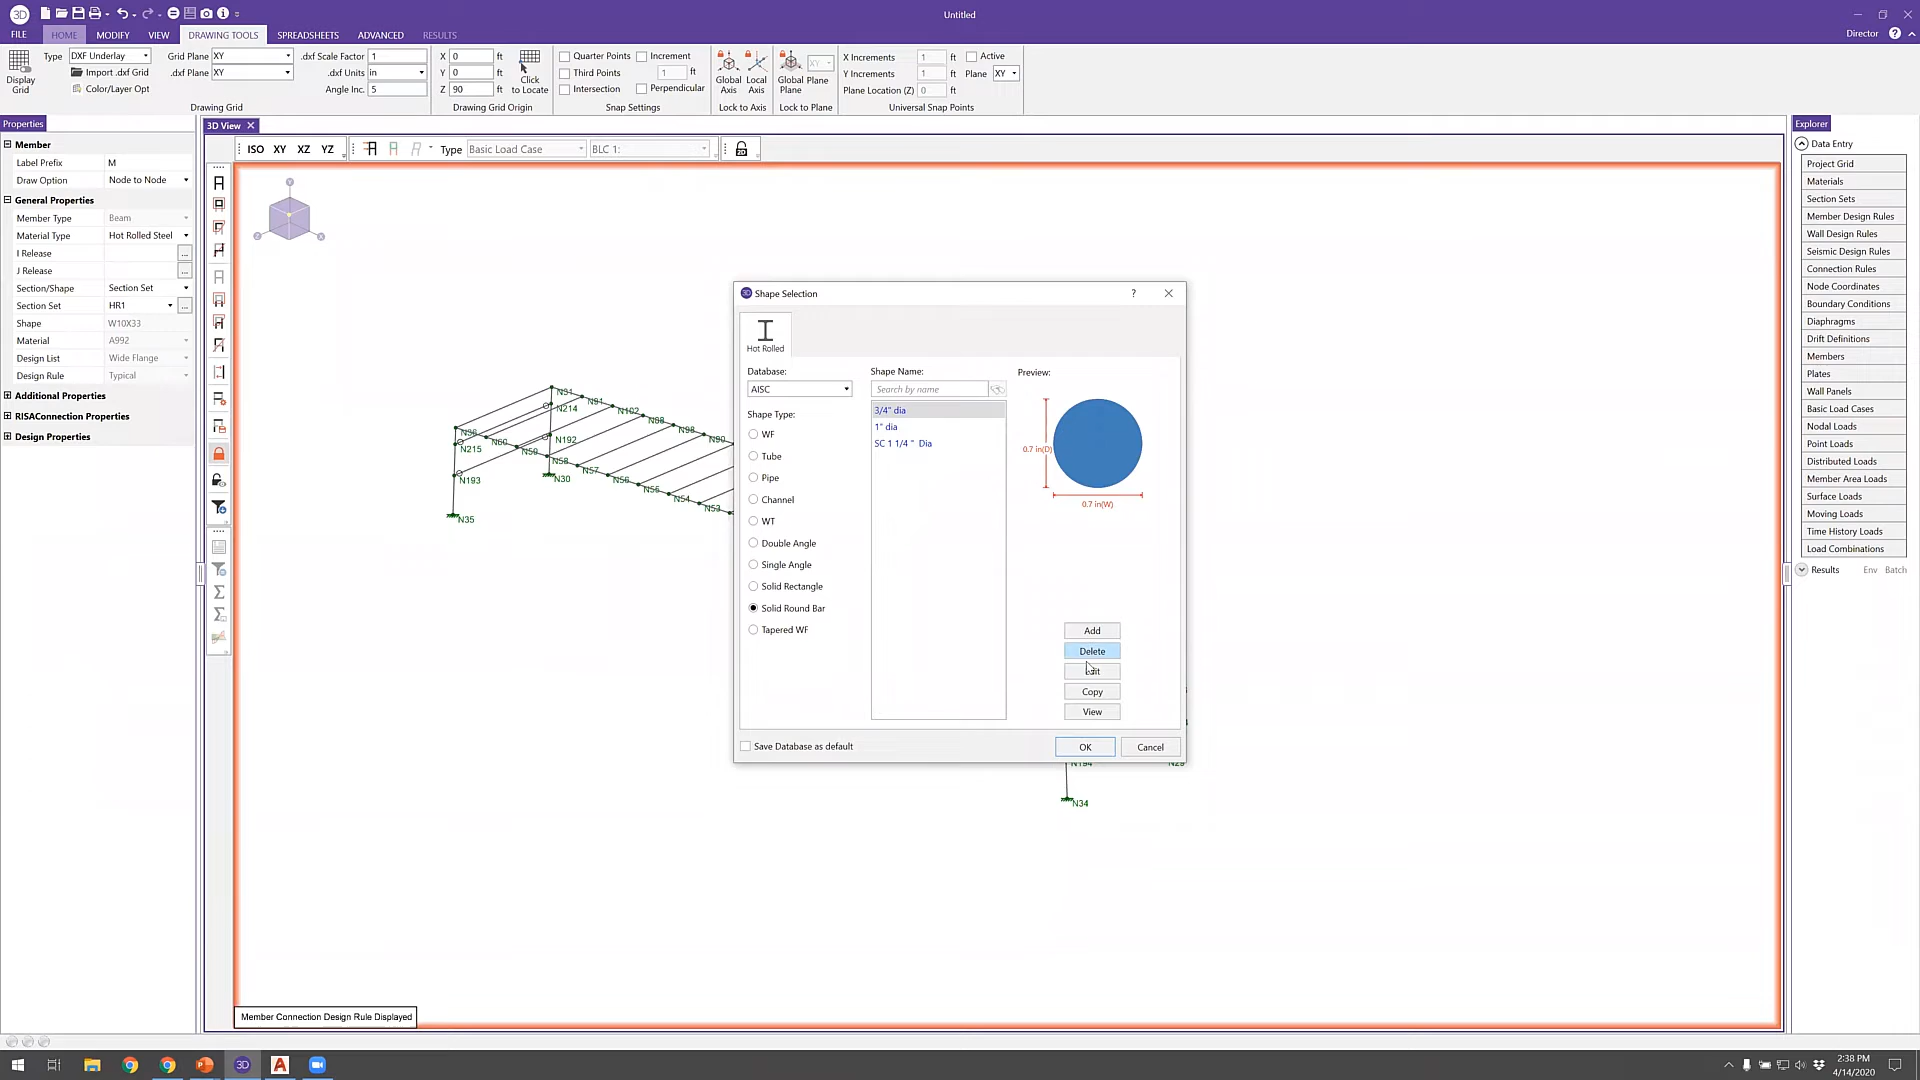 3D
Untitled
FILE HOME MODIFY VIEW DRAWING TOOLS SPREADSHEETS ADVANCED RESULTS
Director
Display Grid
Type DXF Underlay
Import .dxf Grid
Color/Layer Opt
Grid Plane XY
.dxf Plane XY
.dxf Scale Factor 1
.dxf Units in
Angle Inc. 5
Drawing Grid
X 0 ft
Y 0 ft
Z 90 ft
Click to Locate
Drawing Grid Origin
Quarter Points Increment
Third Points 1 ft
Intersection Perpendicular
Snap Settings
Global Axis Local Axis
Lock to Axis
XY
Global Plane Plane
Lock to Plane
X Increments 1 ft Active
Y Increments 1 ft Plane XY
Plane Location (Z) 0 ft
Universal Snap Points
Properties
Member
Label Prefix M
Draw Option Node to Node
General Properties
Member Type Beam
Material Type Hot Rolled Steel
I Release ...
J Release ...
Section/Shape Section Set
Section Set HR1 ...
Shape W10X33
Material A992
Design List Wide Flange
Design Rule Typical
Additional Properties
RISAConnection Properties
Design Properties
3D View
ISO XY XZ YZ Type Basic Load Case BLC 1:
Y
Z
X
N31
N91
N214
N102
N88
N98
N90
N36
N60
N215
N59
N192
N58
N57
N56
N55
N54
N53
N193
N30
N35
N194
N29
N34
Shape Selection
?
Hot Rolled
Database:
AISC
Shape Type:
WF
Tube
Pipe
Channel
WT
Double Angle
Single Angle
Solid Rectangle
Solid Round Bar
Tapered WF
Shape Name:
Search by name
3/4" dia
1" dia
SC 1 1/4 " Dia
Preview:
0.7 in(D)
0.7 in(W)
Add
Delete
Copy
View
Save Database as default
OK
Cancel
Member Connection Design Rule Displayed
Explorer
Data Entry
Project Grid
Materials
Section Sets
Member Design Rules
Wall Design Rules
Seismic Design Rules
Connection Rules
Node Coordinates
Boundary Conditions
Diaphragms
Drift Definitions
Members
Plates
Wall Panels
Basic Load Cases
Nodal Loads
Point Loads
Distributed Loads
Member Area Loads
Surface Loads
Moving Loads
Time History Loads
Load Combinations
Results Env Batch
2:38 PM
4/14/2020